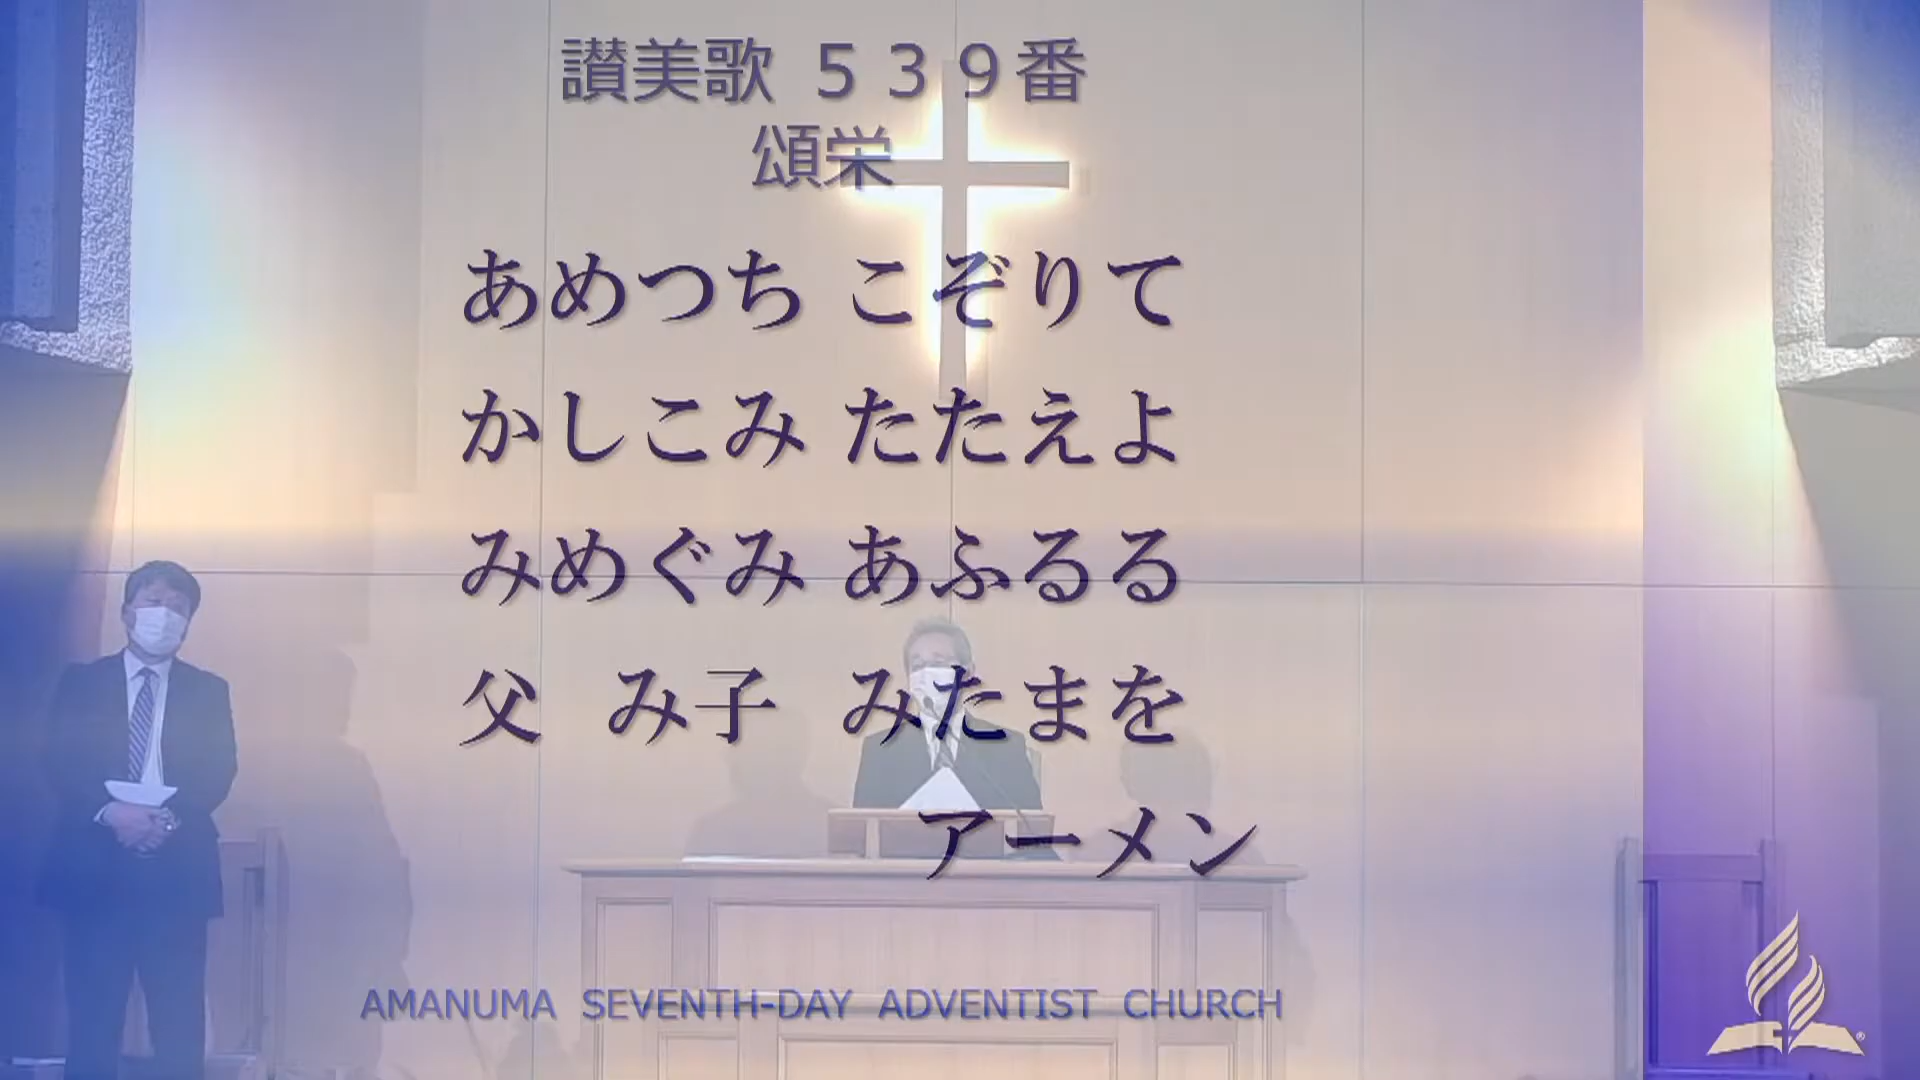 讃美歌 ５３９番
頌栄
あめつち こぞりて
かしこみ たたえよ
みめぐみ あふるる
父 み子 みたまを
アーメン
AMANUMA SEVENTH-DAY ADVENTIST CHURCH